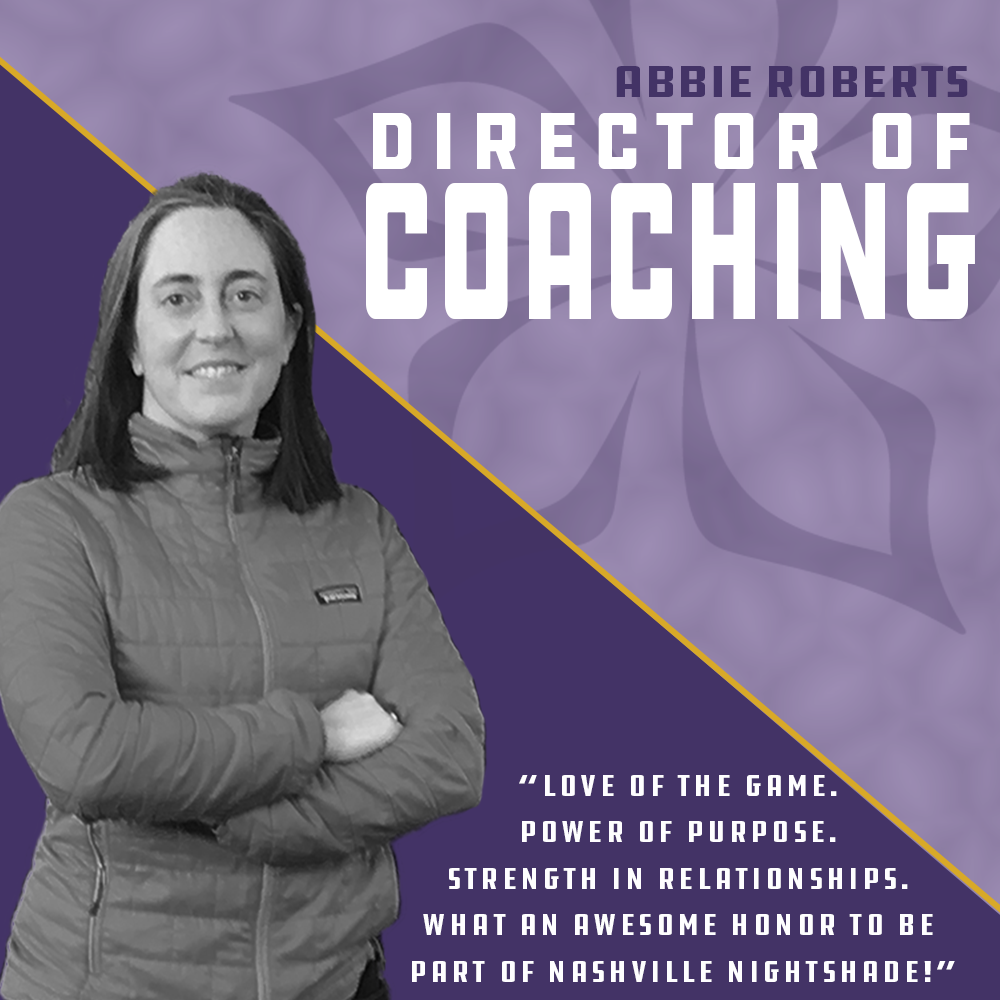 ABBIE ROBERTS
DIRECTOR OF
COACHING
"LOVE OF THE GAME.
POWER OF PURPOSE.
STRENGTH IN RELATIONSHIPS.
WHAT AN AWESOME HONOR TO BE
PART OF NASHVILLE NIGHTSHADE!"